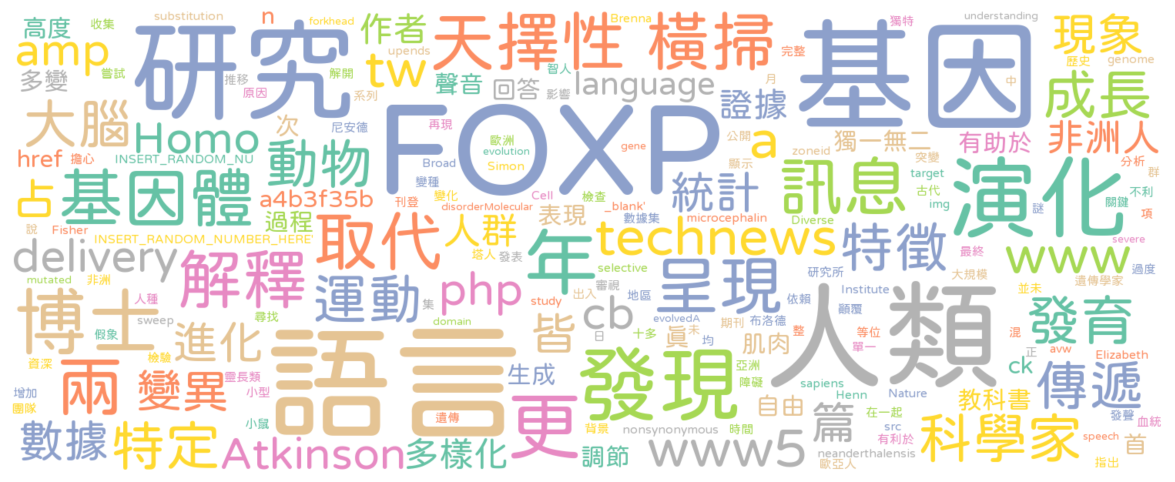 高度 收集 substitution n forkhead 作者 Brenna 獨特 understanding 現象
amp 嘗試 研究 upends 天擇性 橫掃 完整 基因 歷史 genome
多變 推移 解開 tw 聲音 智人 月 中
大腦 原因 系列 回答 影響 language 證據 成長
Homo 尼安德 再現 歐洲 公開 獨一無二 有助於 非洲人
href 擔心 INSERT_RANDOM_NU 次 FOXP evolution gene a zoneid 突變 分析 群
動物 Broad Simon 顯示 target
占 基因體 變種 變化 Cell 檢查 統計 訊息 古代 演化 不利
a4b3f35b 刊登 disorderMolecular _blank' img 關鍵 項
說 Fisher 過程 表現 數據集 microcephalin Diverse 謎
INSERT_RANDOM_NUMBER_HERE' 取代 人群 technews 特徵 www severe
delivery 塔人 發表 年 最終
mutated 非洲 解釋 運動 php selective 呈現 研究所 大規模 遺傳學家 過度
人種 集 審視 地區 依賴 Institute 並未
博士 sweep 尋找 study 出入 cb evolvedA 人類 顛覆 發育
假象 進化 語言 domain 皆 日 十多 期刊 布洛德 混
資深 檢驗 真 未 均 肌肉 整 等位 正 avw Elizabeth
兩 變異 靈長類 生成 發現 亞洲 單一 ck 傳遞
增加 小型 障礙 sapiens Henn Nature
團隊 小鼠 遺傳 更 背景 時間 自由 在一起 教科書 發聲 血統
數據 特定 nonsynonymous 篇 src 科學家 speech 首
Atkinson 多樣化 調節 www5 有利於 neanderthalensis 歐亞人 指出